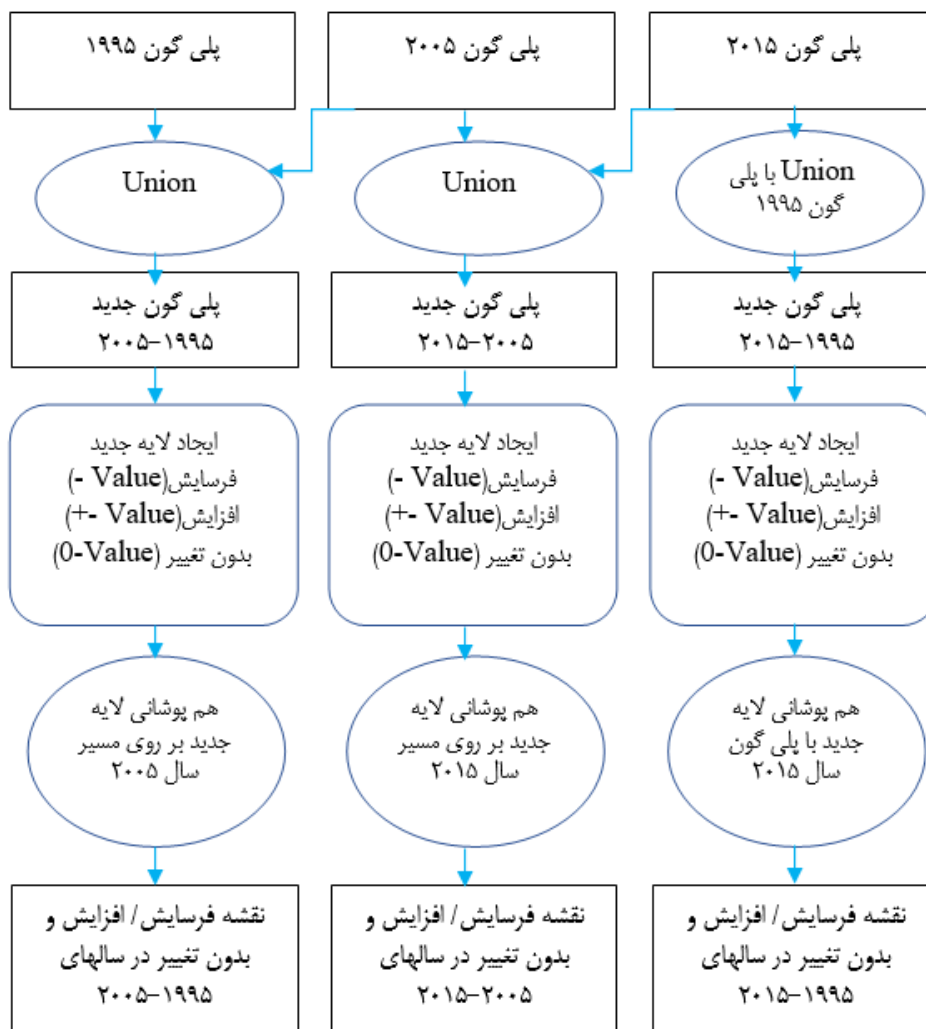 پلی گون ۲۰۱۵
پلی گون ۲۰۰۵
پلی گون ۱۹۹۵
Union با پلی
گون ۱۹۹۵
Union
Union
پلی گون جدید
۱۹۹۵–۲۰۱۵
پلی گون جدید
۲۰۰۵–۲۰۱۵
پلی گون جدید
۱۹۹۵–۲۰۰۵
ایجاد لایه جدید
فرسایش(Value -)
افزایش(Value -+)
بدون تغییر (0-Value)
ایجاد لایه جدید
فرسایش(Value -)
افزایش(Value -+)
بدون تغییر (0-Value)
ایجاد لایه جدید
فرسایش(Value -)
افزایش(Value -+)
بدون تغییر (0-Value)
هم پوشانی لایه
جدید با پلی گون
سال ۲۰۱۵
هم پوشانی لایه
جدید بر روی مسیر
سال ۲۰۱۵
هم پوشانی لایه
جدید بر روی مسیر
سال ۲۰۰۵
نقشه فرسایش/ افزایش و
بدون تغییر در سالهای
۱۹۹۵–۲۰۱۵
نقشه فرسایش/ افزایش و
بدون تغییر در سالهای
۲۰۰۵–۲۰۱۵
نقشه فرسایش/ افزایش و
بدون تغییر در سالهای
۱۹۹۵–۲۰۰۵